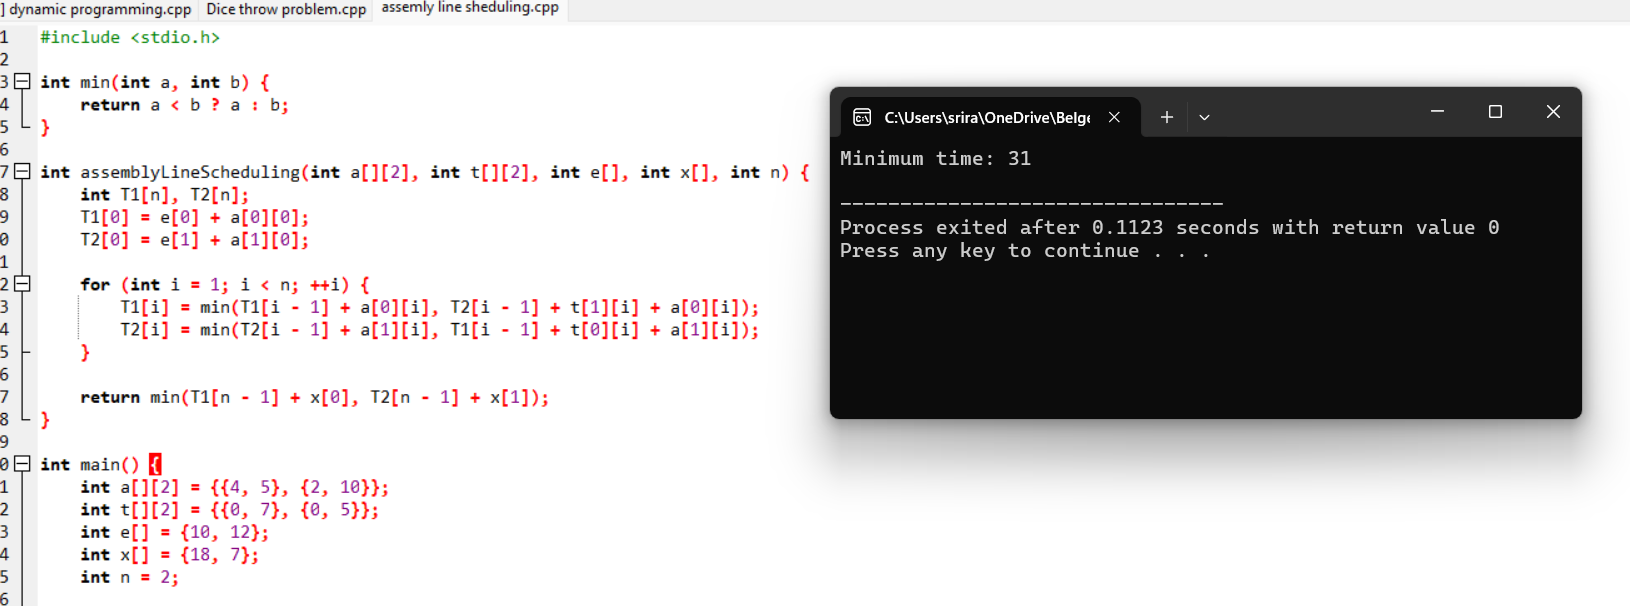 ] dynamic programming.cpp Dice throw problem.cpp assemly line sheduling.cpp
1 #include <stdio.h>
2
3 int min(int a, int b) {
4 return a < b ? a : b;
5 }
6
7 int assemblyLineScheduling(int a[][2], int t[][2], int e[], int x[], int n) {
8 int T1[n], T2[n];
9 T1[0] = e[0] + a[0][0];
0 T2[0] = e[1] + a[1][0];
1
2 for (int i = 1; i < n; ++i) {
3 T1[i] = min(T1[i - 1] + a[0][i], T2[i - 1] + t[1][i] + a[0][i]);
4 T2[i] = min(T2[i - 1] + a[1][i], T1[i - 1] + t[0][i] + a[1][i]);
5 }
6
7 return min(T1[n - 1] + x[0], T2[n - 1] + x[1]);
8 }
9
0 int main() {
1 int a[][2] = {{4, 5}, {2, 10}};
2 int t[][2] = {{0, 7}, {0, 5}};
3 int e[] = {10, 12};
4 int x[] = {18, 7};
5 int n = 2;
6
C:\Users\srira\OneDrive\Belge
Minimum time: 31
--------------------------------
Process exited after 0.1123 seconds with return value 0
Press any key to continue . . .